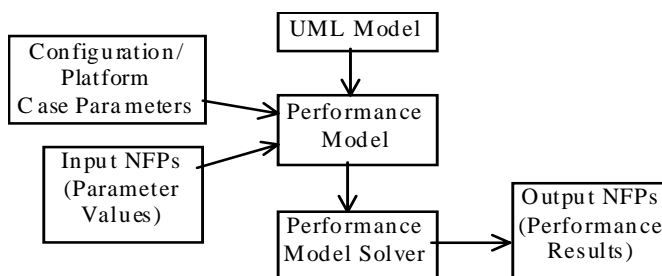 UML Model
Configuration/
Platform
Case Parameters
Performance
Model
Input NFPs
(Parameter
Values)
Performance
Model Solver
Output NFPs
(Performance
Results)